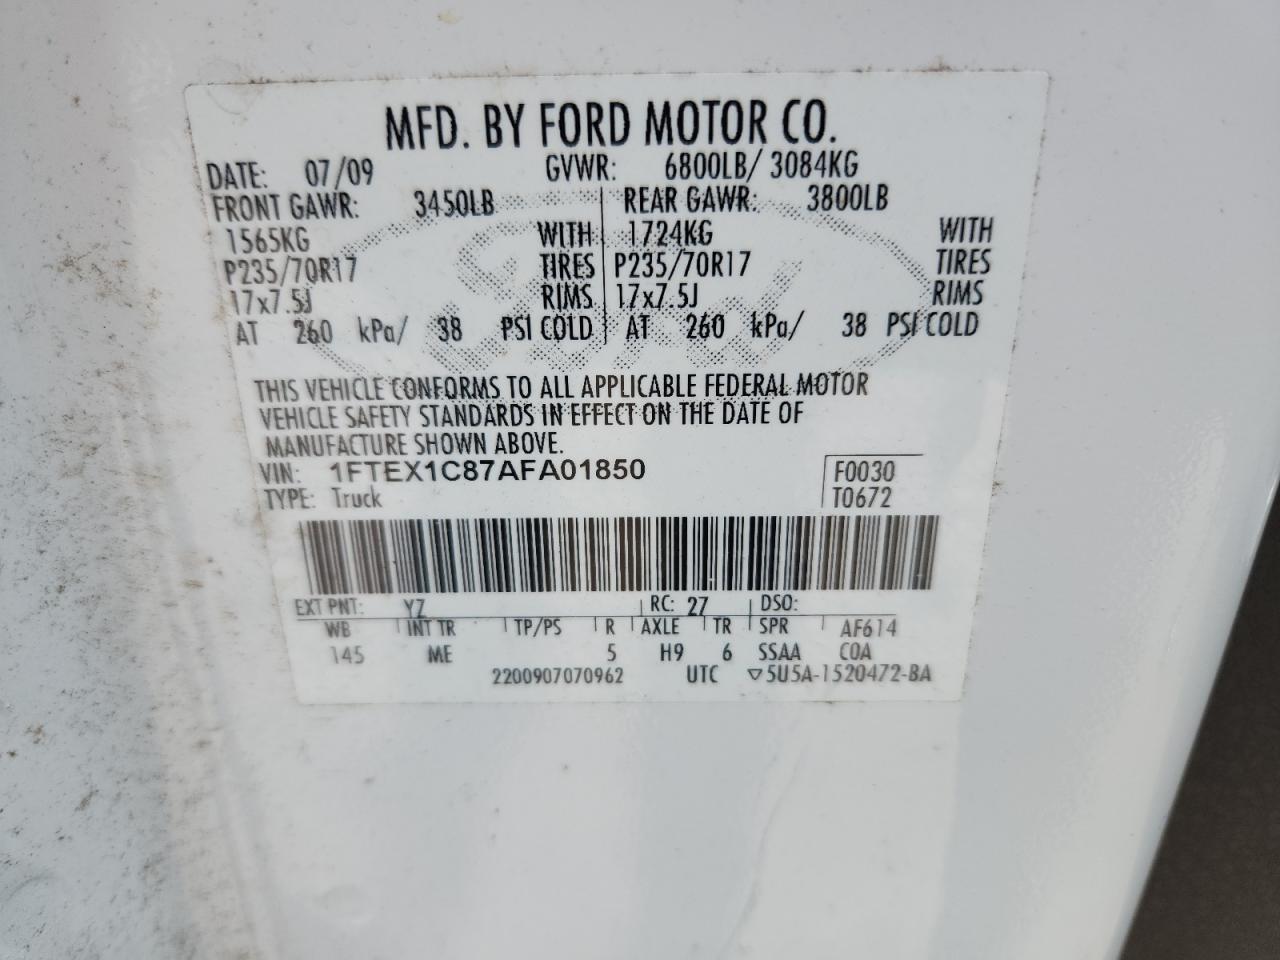 MFD. BY FORD MOTOR CO.
DATE: 07/09 GVWR: 6800LB/ 3084KG
FRONT GAWR: 3450LB REAR GAWR: 3800LB
1565KG WITH 1724KG WITH
P235/70R17 TIRES P235/70R17 TIRES
17x7.5J RIMS 17x7.5J RIMS
AT 260 kPa/ 38 PSI COLD AT 260 kPa/ 38 PSI COLD
THIS VEHICLE CONFORMS TO ALL APPLICABLE FEDERAL MOTOR
VEHICLE SAFETY STANDARDS IN EFFECT ON THE DATE OF
MANUFACTURE SHOWN ABOVE.
VIN: 1FTEX1C87AFA01850 F0030
TYPE: Truck T0672
EXT PNT: YZ RC: 27 DSO:
WB INT TR TP/PS R AXLE TR SPR AF614
145 ME 5 H9 6 SSAA COA
2200907070962 UTC ▽5U5A-1520472-BA